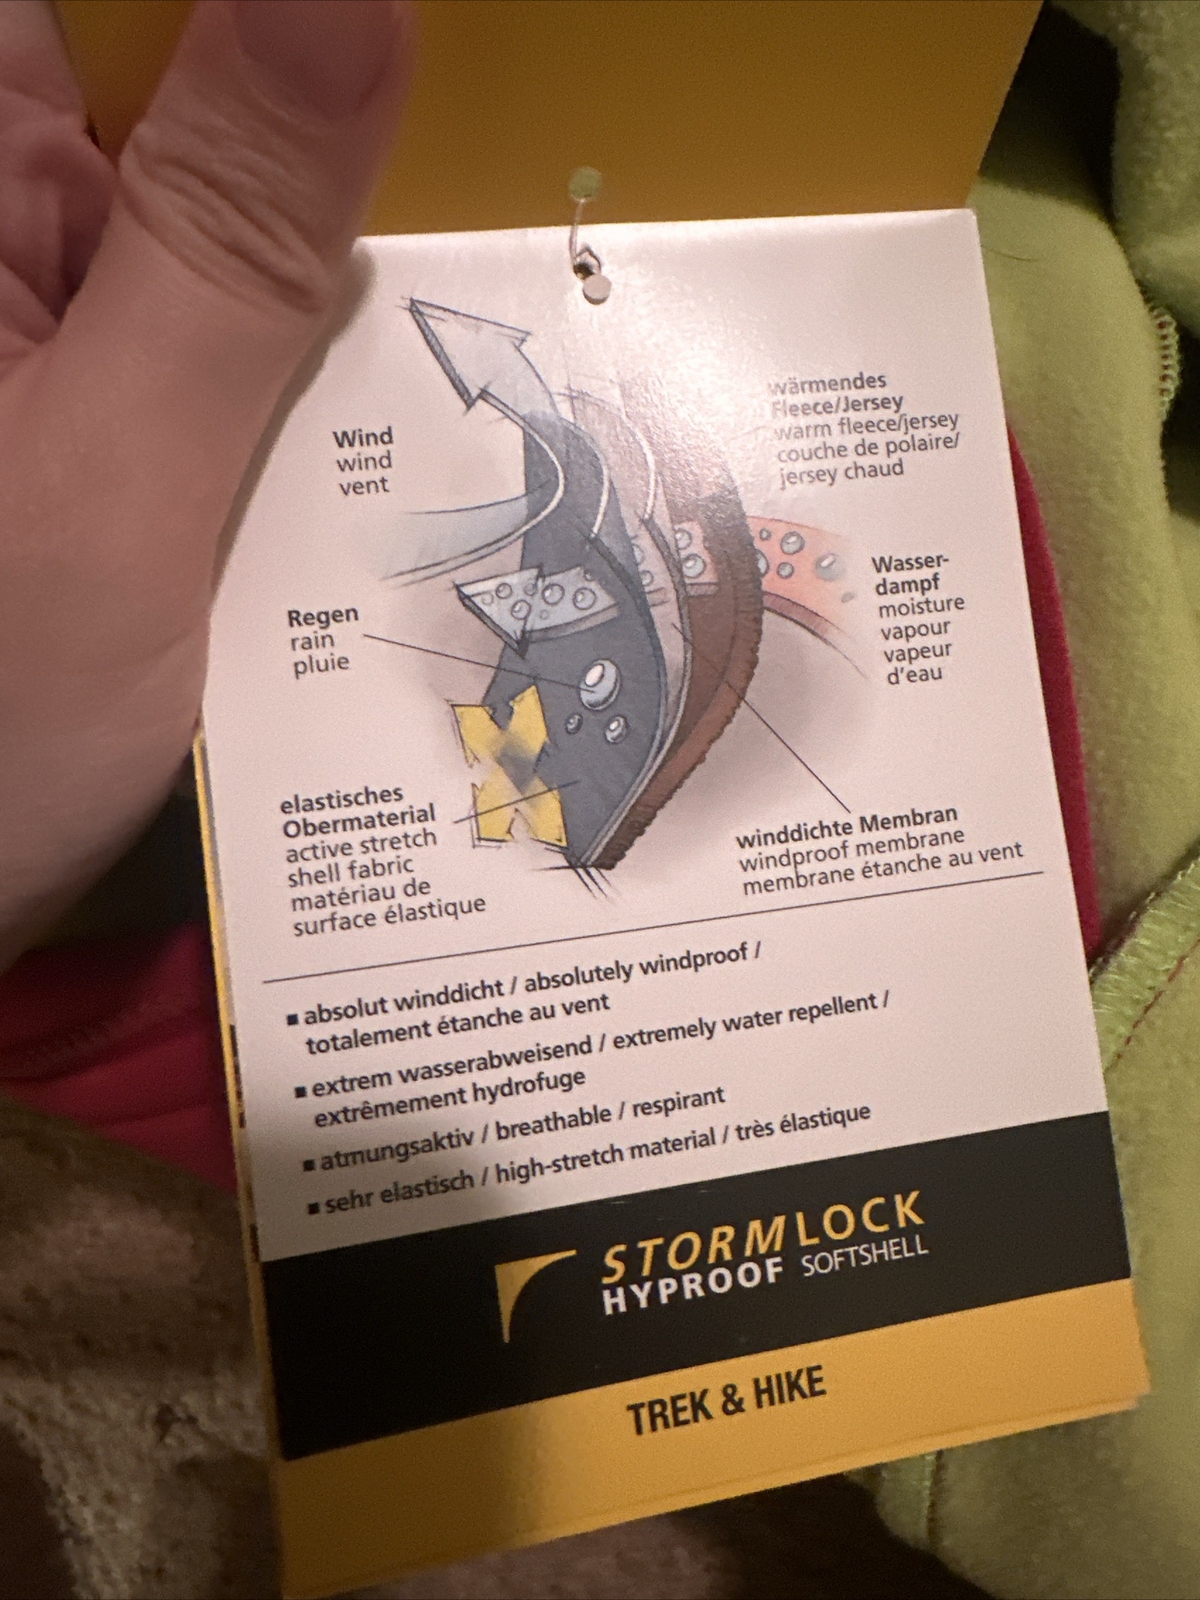 Wind
wind
vent
wärmendes
Fleece/Jersey
warm fleece/jersey
couche de polaire/
jersey chaud
Regen
rain
pluie
Wasser-
dampf
moisture
vapour
vapeur
d'eau
elastisches
Obermaterial
active stretch
shell fabric
matériau de
surface élastique
winddichte Membran
windproof membrane
membrane étanche au vent
▪ absolut winddicht / absolutely windproof /
totalement étanche au vent
▪ extrem wasserabweisend / extremely water repellent /
extrêmement hydrofuge
▪ atmungsaktiv / breathable / respirant
▪ sehr elastisch / high-stretch material / très élastique
STORMLOCK
HYPROOF SOFTSHELL
TREK & HIKE